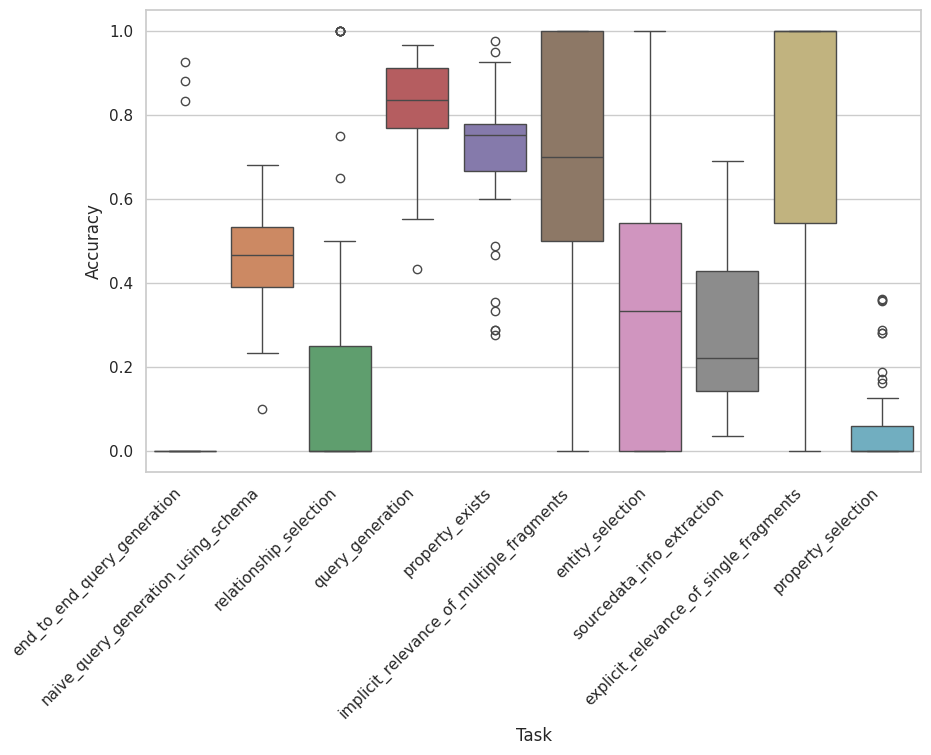 1.0
0.8
0.6
0.4
0.2
0.0
Accuracy
end_to_end_query_generation
naive_query_generation_using_schema
relationship_selection
query_generation
property_exists
implicit_relevance_of_multiple_fragments
entity_selection
sourcedata_info_extraction
explicit_relevance_of_single_fragments
property_selection
Task